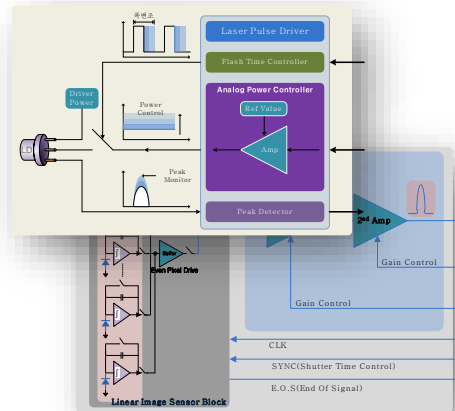 폭변조
Laser Pulse Driver
Flash Time Controller
Driver
Power
Analog Power Controller
Power
Control
Ref Value
LD
Amp
Peak
Monitor
Peak Detector
2nd Amp
Buffer
Even Pixel Drive
Gain Control
Gain Control
CLK
SYNC(Shutter Time Control)
E.O.S(End Of Signal)
Linear Image Sensor Block